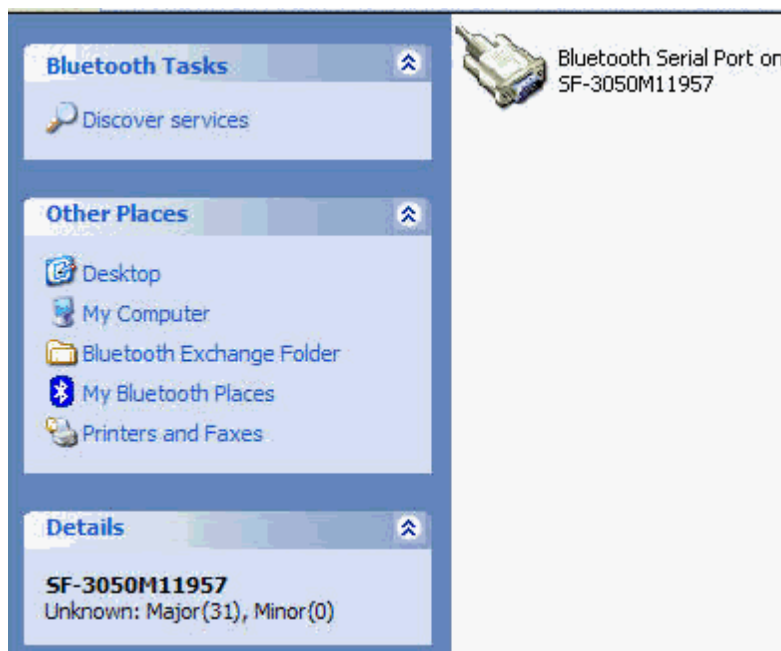 Bluetooth Tasks
Discover services
Other Places
Desktop
My Computer
Bluetooth Exchange Folder
My Bluetooth Places
Printers and Faxes
Details
SF-3050M11957
Unknown: Major(31), Minor(0)
Bluetooth Serial Port on
SF-3050M11957